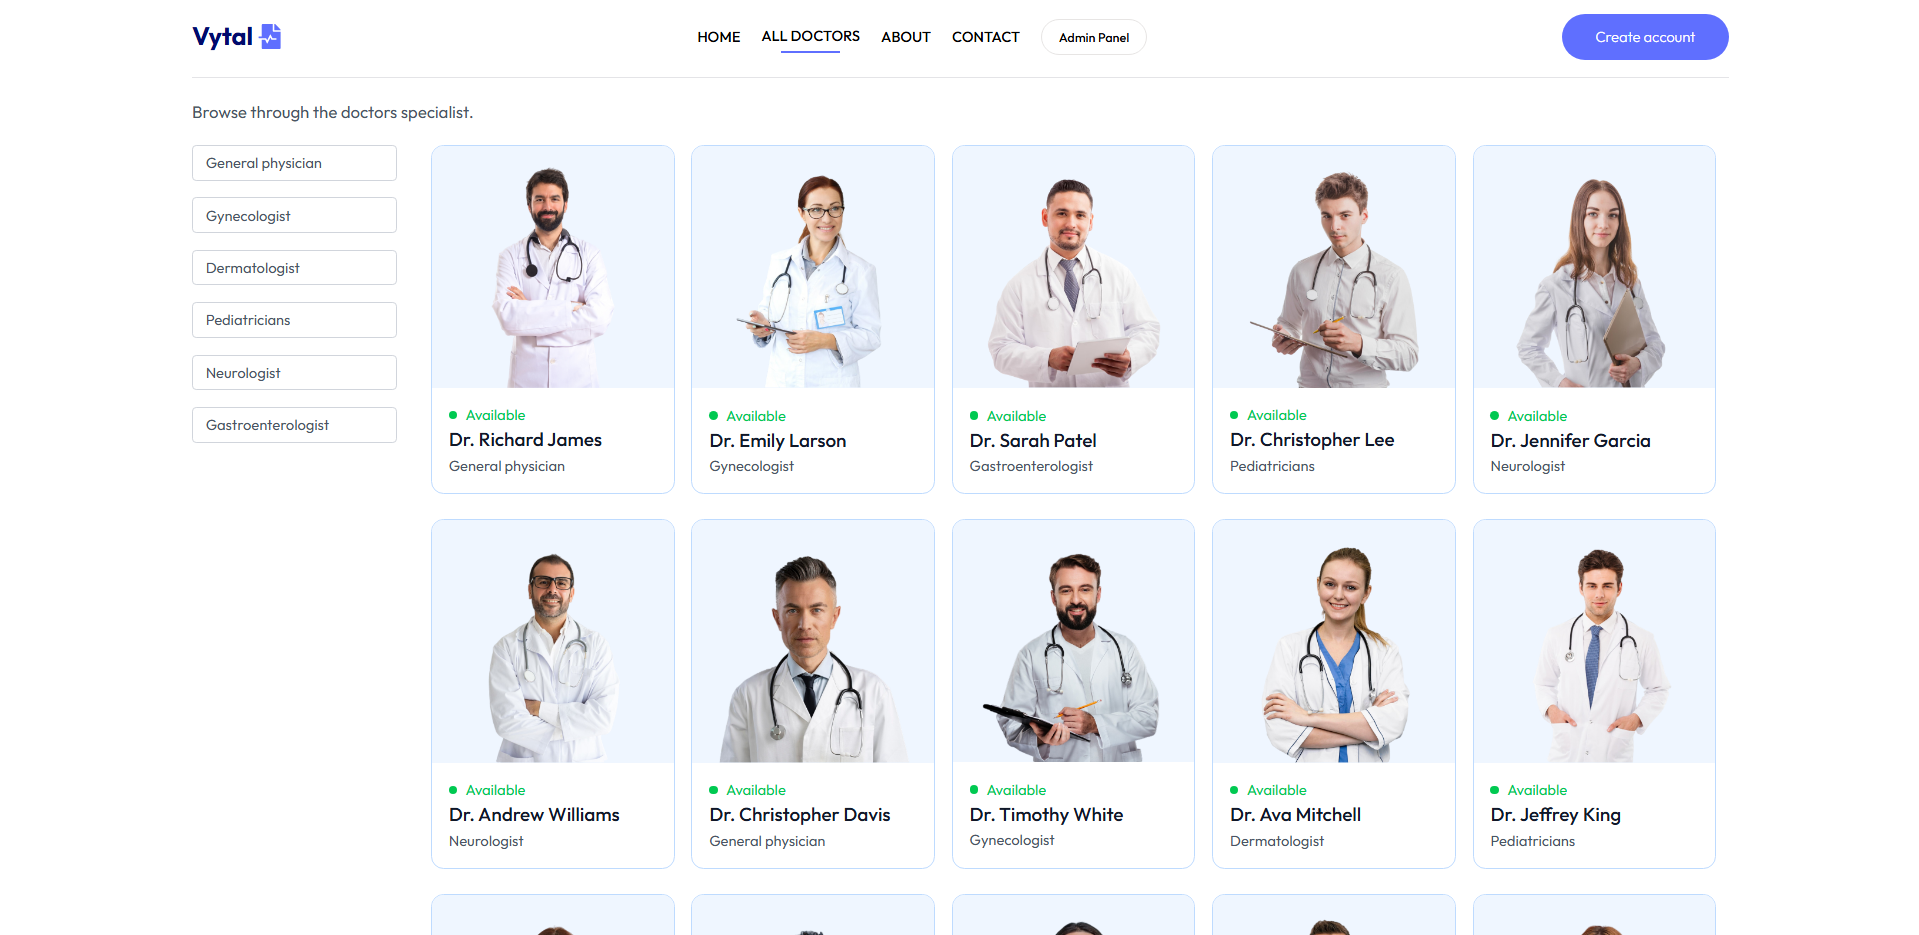 Vytal
HOME
ALL DOCTORS
ABOUT
CONTACT
Admin Panel
Create account
Browse through the doctors specialist.
General physician
Gynecologist
Dermatologist
Pediatricians
Neurologist
Gastroenterologist
Available
Dr. Richard James
General physician
Available
Dr. Emily Larson
Gynecologist
Available
Dr. Sarah Patel
Gastroenterologist
Available
Dr. Christopher Lee
Pediatricians
Available
Dr. Jennifer Garcia
Neurologist
Available
Dr. Andrew Williams
Neurologist
Available
Dr. Christopher Davis
General physician
Available
Dr. Timothy White
Gynecologist
Available
Dr. Ava Mitchell
Dermatologist
Available
Dr. Jeffrey King
Pediatricians